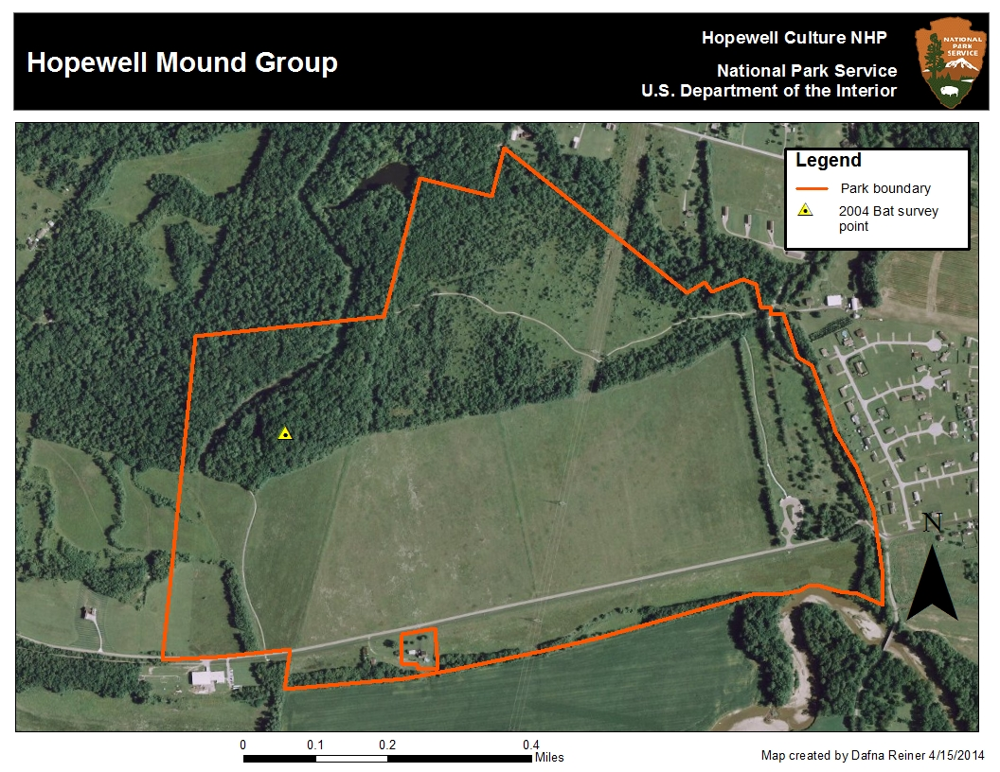 Hopewell Mound Group
Hopewell Culture NHP
National Park Service
U.S. Department of the Interior
NATIONAL
PARK
SERVICE
Legend
Park boundary
2004 Bat survey
point
N
0 0.1 0.2 0.4
Miles
Map created by Dafna Reiner 4/15/2014